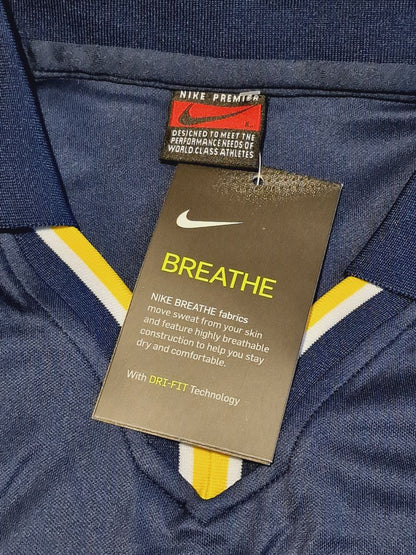 NIKE PREMIER
L
DESIGNED TO MEET THE
PERFORMANCE NEEDS OF
WORLD CLASS ATHLETES
BREATHE
NIKE BREATHE fabrics
move sweat from your skin
and feature highly breathable
construction to help you stay
dry and comfortable.
With DRI-FIT Technology